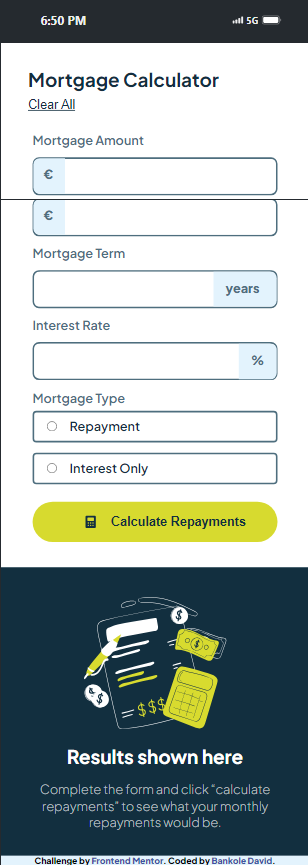 6:50 PM 5G
Mortgage Calculator
Clear All
Mortgage Amount
€
€
Mortgage Term
years
Interest Rate
%
Mortgage Type
Repayment
Interest Only
Calculate Repayments
$
$
$
$
$$$
Results shown here
Complete the form and click “calculate
repayments” to see what your monthly
repayments would be.
Challenge by Frontend Mentor. Coded by Bankole David.